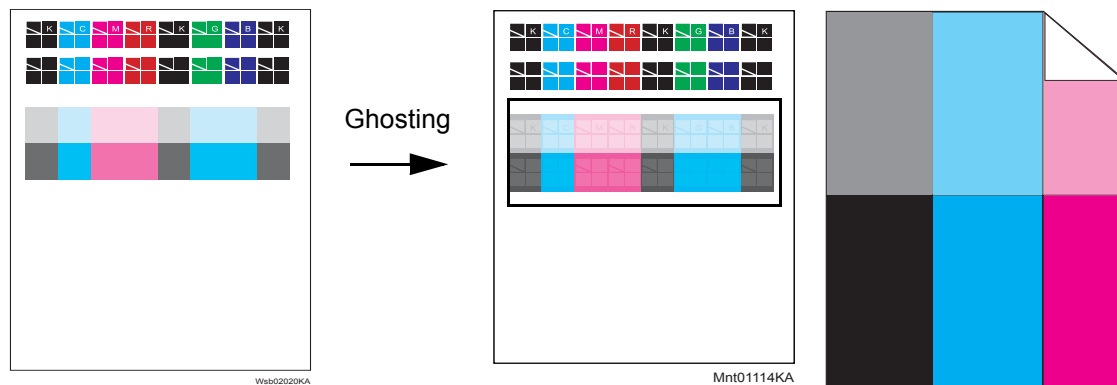 K C M R K G B K
K C M R K G B K
K C M R K G B K
Ghosting
Wsb02020KA
Mnt01114KA